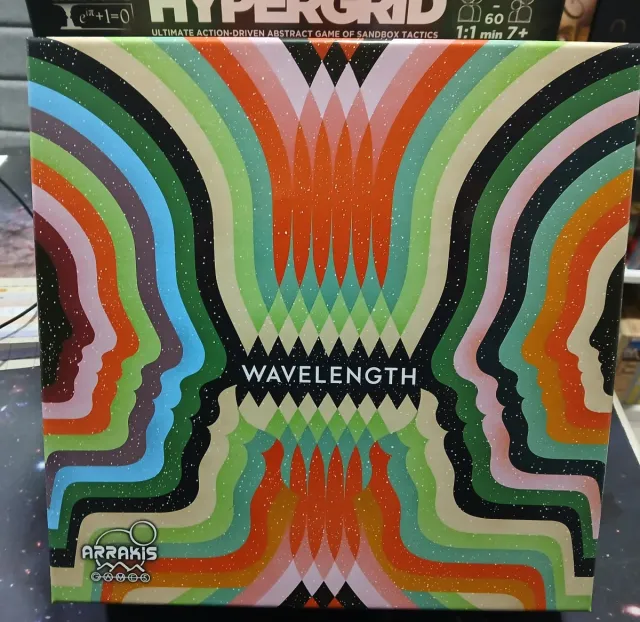 HYPERGRID
e^iπ+1=0
ULTIMATE ACTION-DRIVEN ABSTRACT GAME OF SANDBOX TACTICS
-
60
1:1 min 7+
WAVELENGTH
ARRAKIS
GAMES